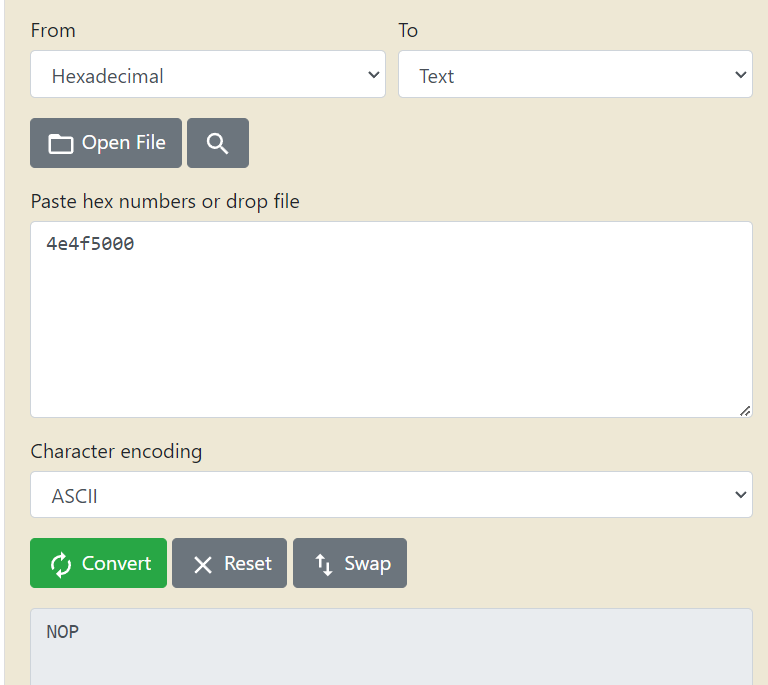 From To
Hexadecimal Text
Open File
Paste hex numbers or drop file
4e4f5000
Character encoding
ASCII
Convert Reset Swap
NOP